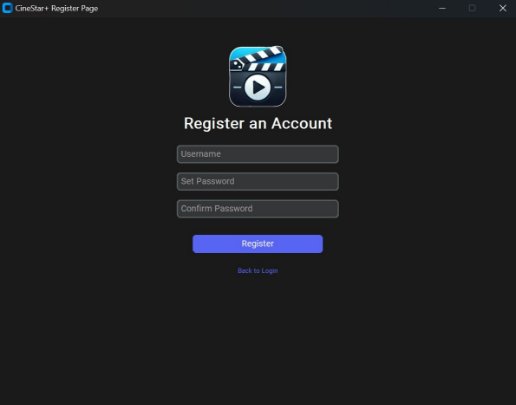 CineStar+ Register Page
Register an Account
Username
Set Password
Confirm Password
Register
Back to Login